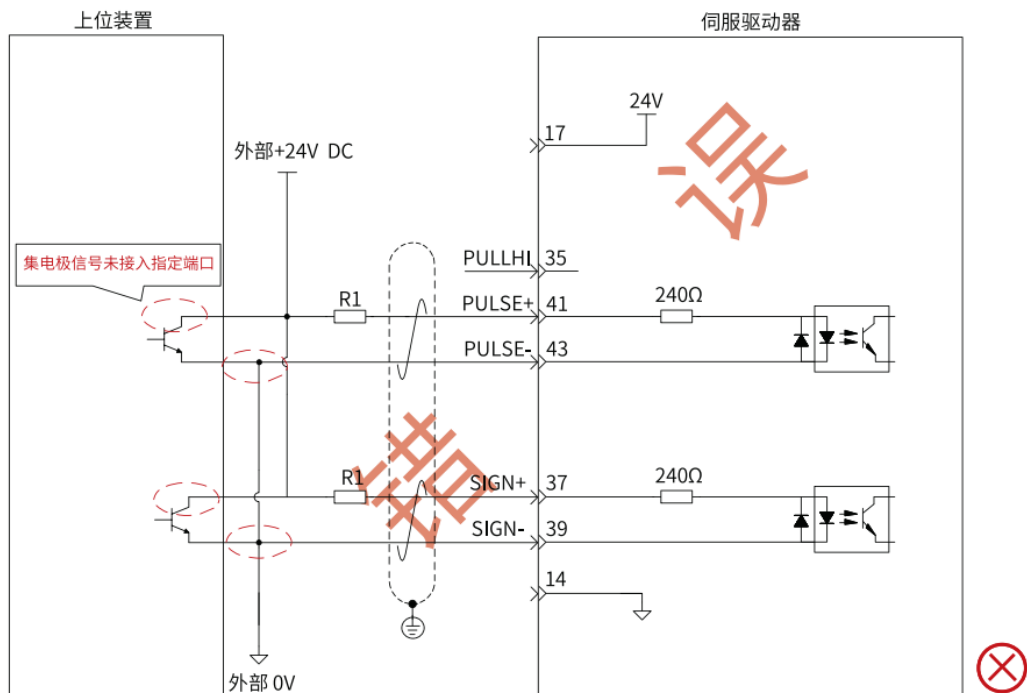 上位装置
伺服驱动器
24V
17
外部+24V DC
集电极信号未接入指定端口
PULLHI 35
R1
PULSE+ 41
240Ω
PULSE- 43
R1
SIGN+ 37
240Ω
SIGN- 39
14
外部 0V
错误